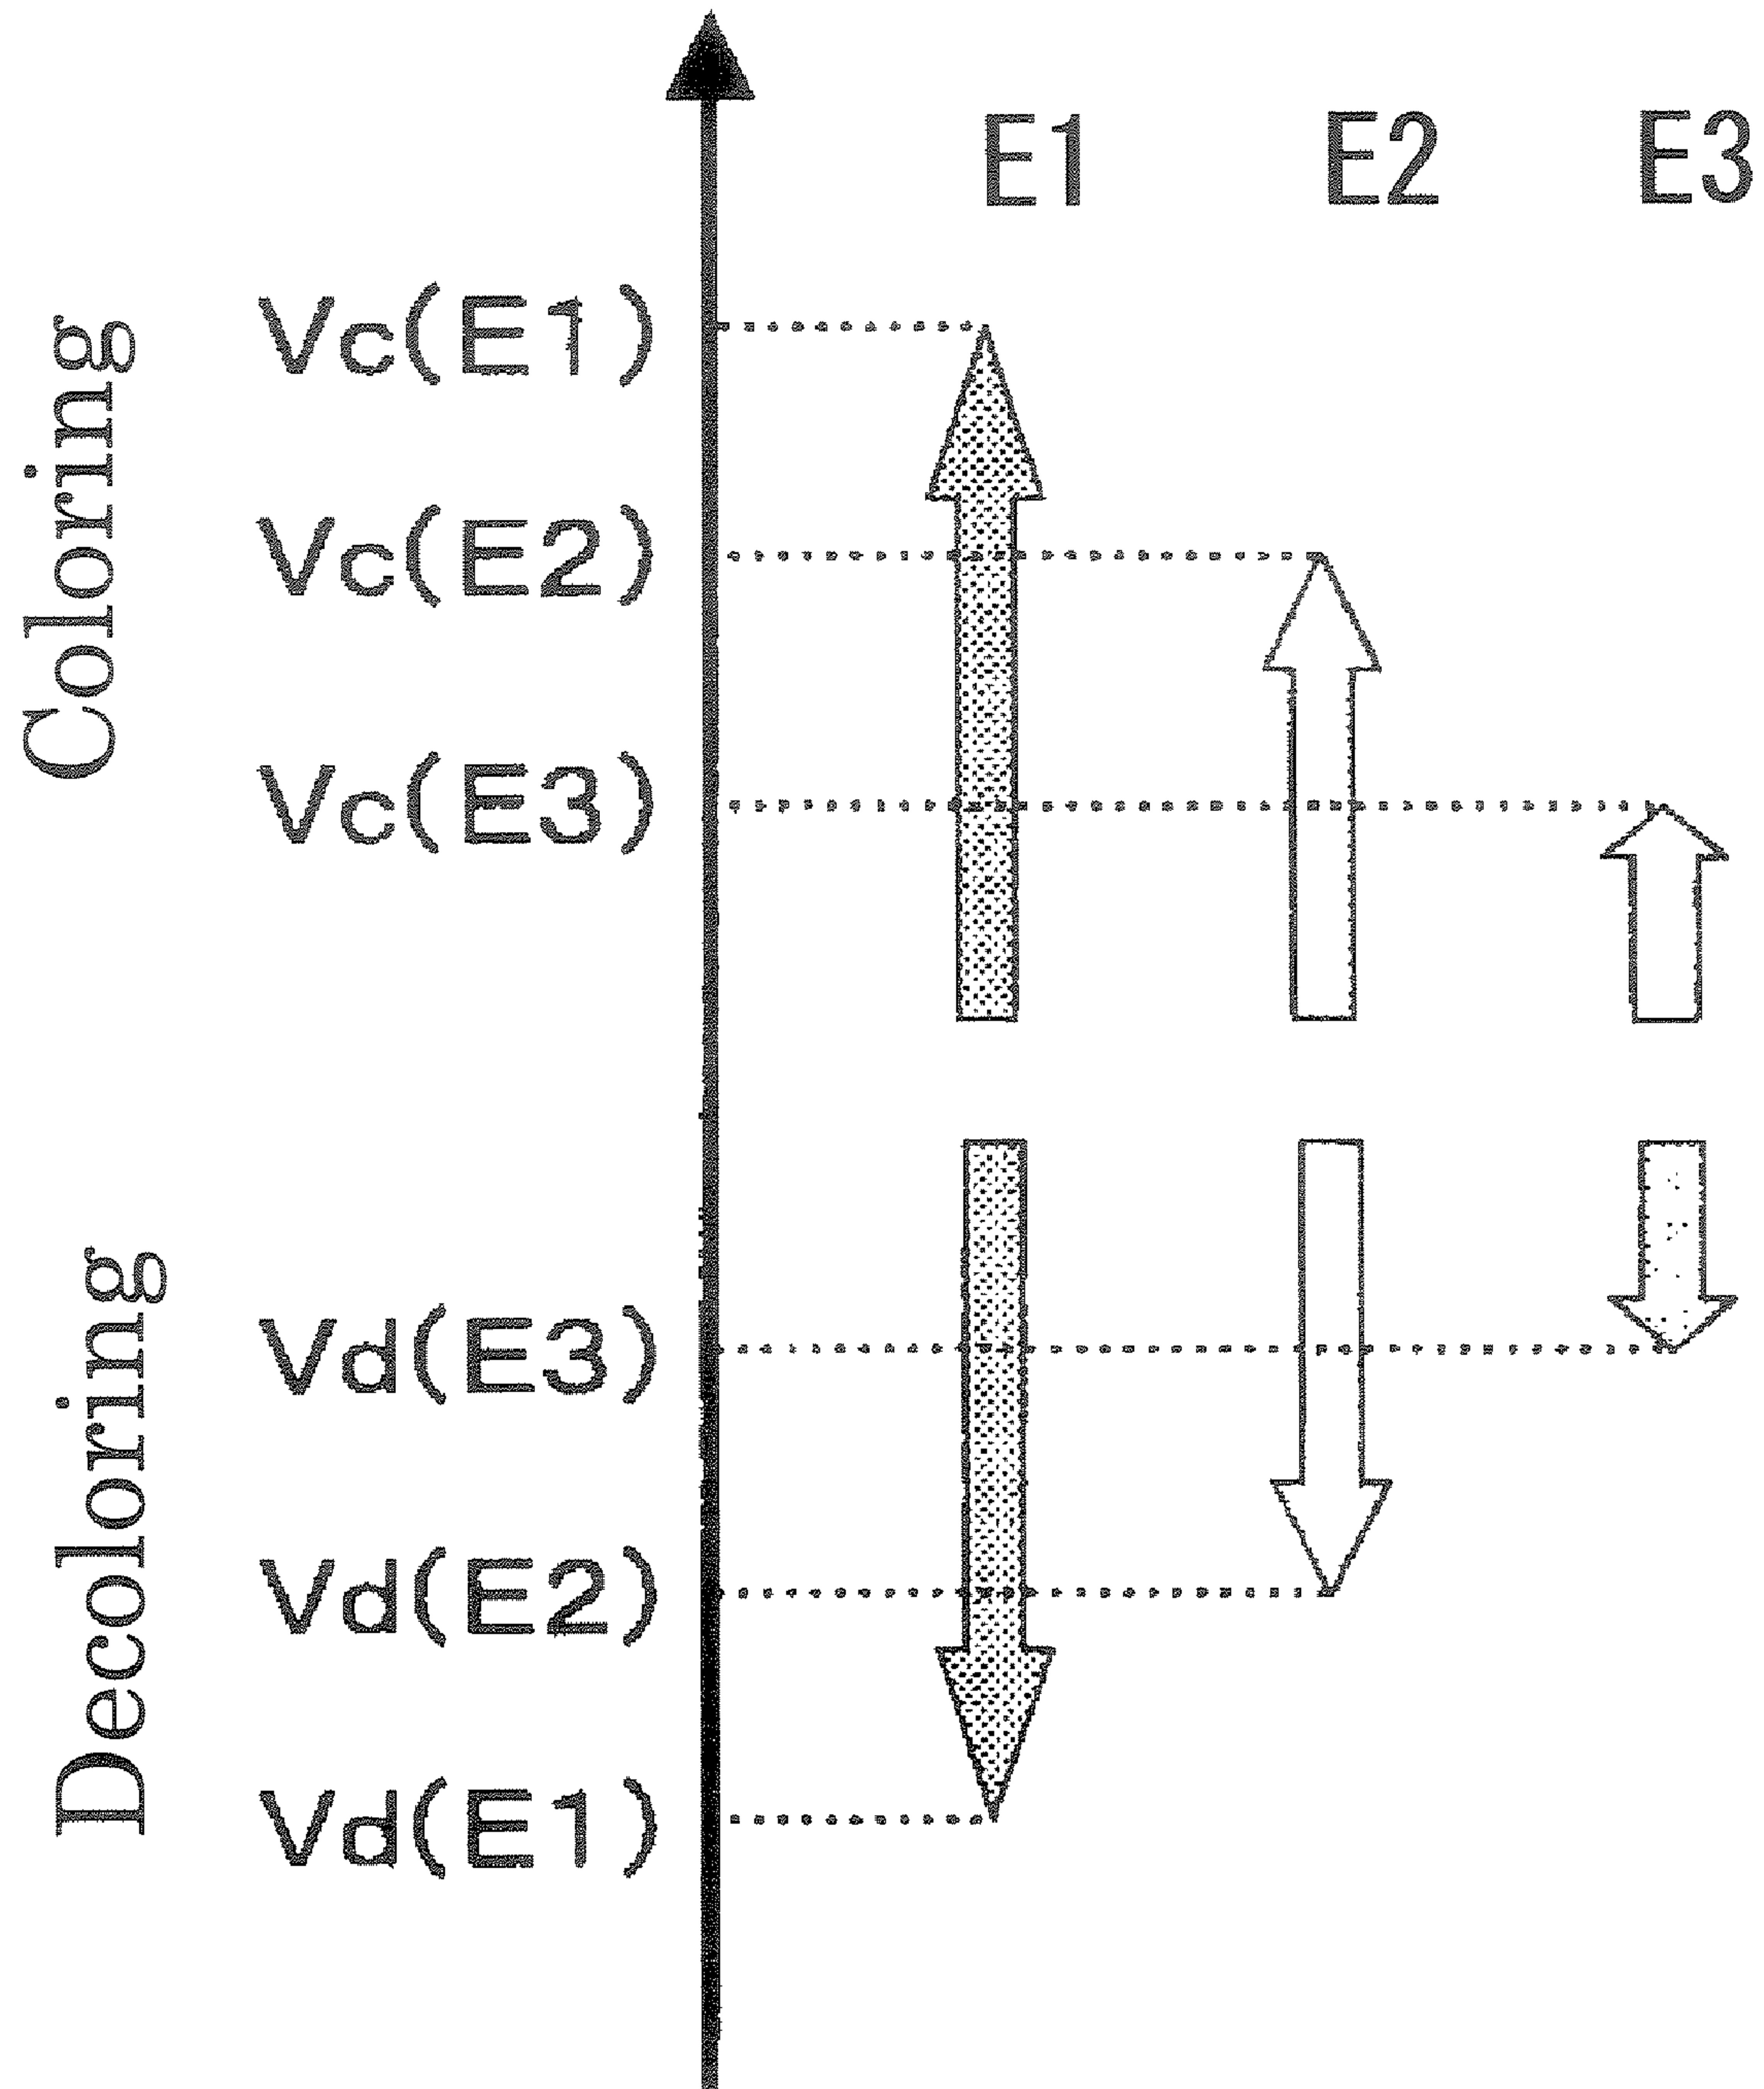 E1 E2 E3
Coloring
Vc(E1)
Vc(E2)
Vc(E3)
Decoloring
Vd(E3)
Vd(E2)
Vd(E1)